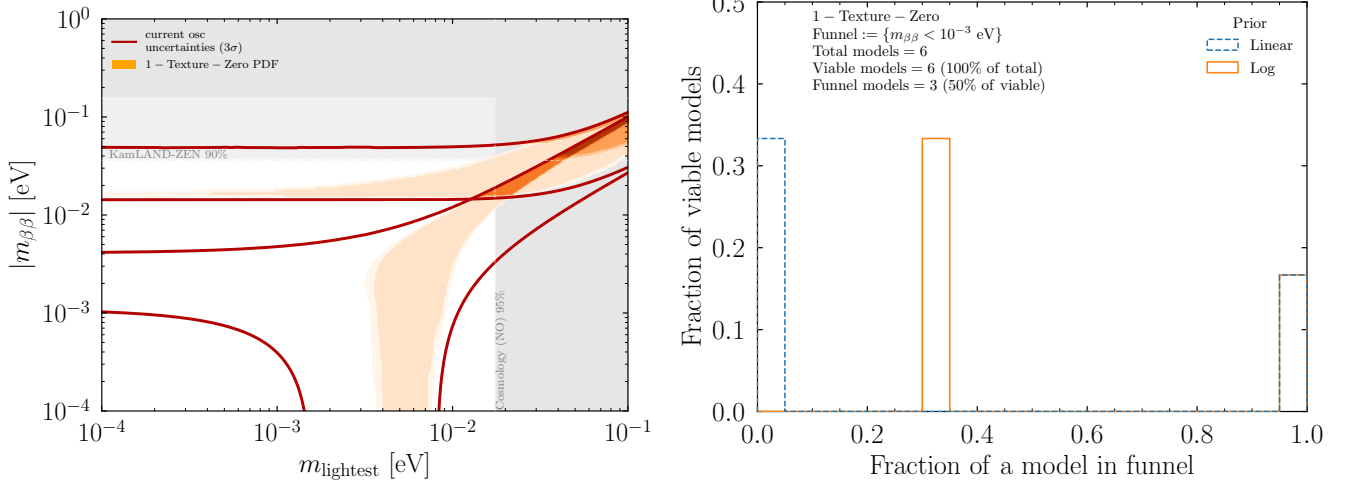 10⁰
10⁻¹
10⁻²
10⁻³
10⁻⁴
|mββ| [eV]
current osc
uncertainties (3σ)
1 − Texture − Zero PDF
KamLAND-ZEN 90%
Cosmology (NO) 95%
10⁻⁴
10⁻³
10⁻²
10⁻¹
m_lightest [eV]
0.5
0.4
0.3
0.2
0.1
0.0
Fraction of viable models
1 − Texture − Zero
Funnel := {mββ < 10⁻³ eV}
Total models = 6
Viable models = 6 (100% of total)
Funnel models = 3 (50% of viable)
Prior
Linear
Log
0.0
0.2
0.4
0.6
0.8
1.0
Fraction of a model in funnel